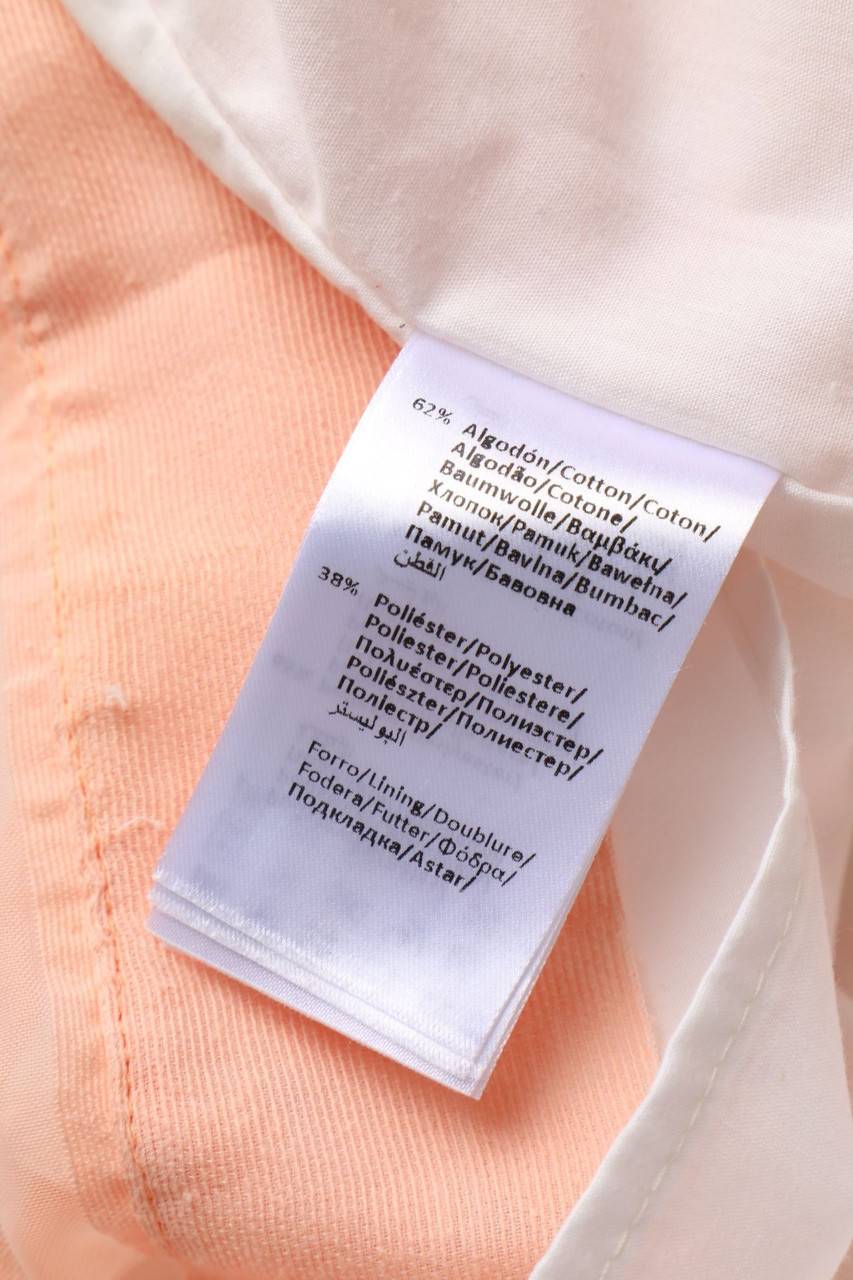 62% Algodón/Cotton/Coton/
Algodão/Cotone/
Baumwolle/Βαμβάκι/
Хлопок/Pamuk/Bawełna/
Pamut/Bavlna/Bumbac/
Памук/Бавовна
القطن
38% Poliéster/Polyester/
Poliester/Poliestere/
Πολυέστερ/Полиэстер/
Poliészter/Полиестер/
Поліестр/
البوليستر
Forro/Lining/Doublure/
Fodera/Futter/Φόδρα/
Подкладка/Astar/